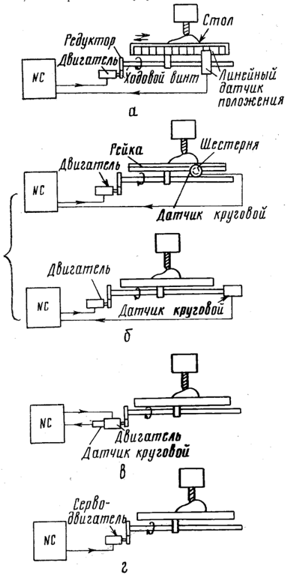 Стол
Редуктор
Двигатель
Ходовой винт
Линейный
датчик
положения
NC
а
Шестерня
Рейка
Двигатель
Датчик круговой
NC
Двигатель
Датчик круговой
NC
б
NC
Двигатель
Датчик круговой
в
Серво-
двигатель
NC
г